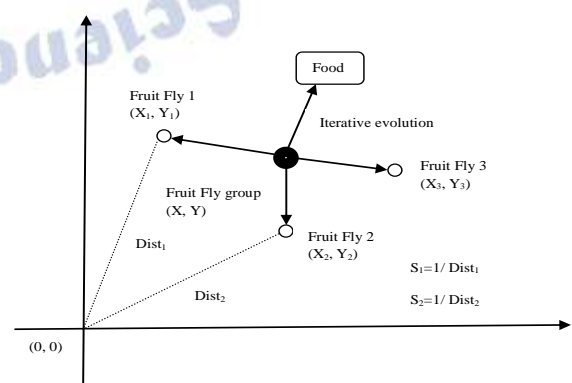 Food
Fruit Fly 1
(X₁, Y₁)
Iterative evolution
Fruit Fly 3
(X₃, Y₃)
Fruit Fly group
(X, Y)
Fruit Fly 2
(X₂, Y₂)
Dist₁
S₁=1/ Dist₁
Dist₂
S₂=1/ Dist₂
(0, 0)